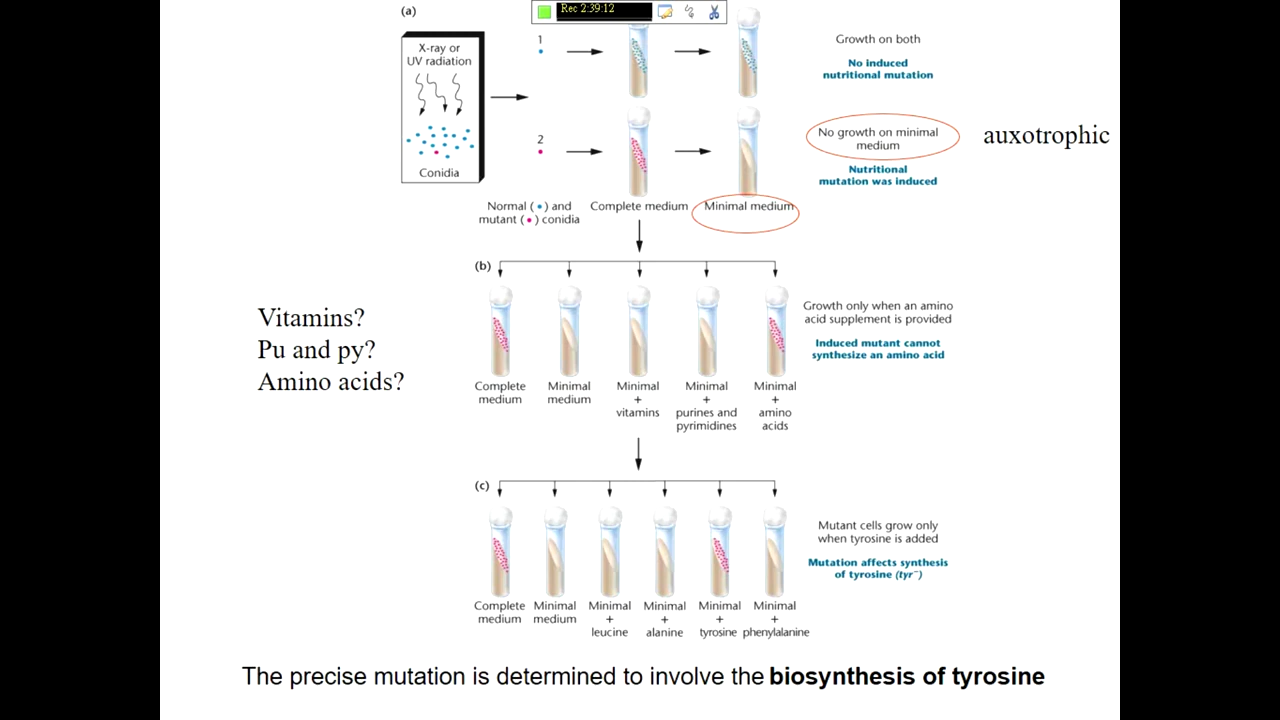 (a)
Rec 2:39:12
X-ray or
UV radiation
Conidia
1
2
Growth on both
No induced
nutritional mutation
No growth on minimal
medium
auxotrophic
Nutritional
mutation was induced
Normal ( • ) and
mutant ( • ) conidia
Complete medium
Minimal medium
(b)
Vitamins?
Pu and py?
Amino acids?
Growth only when an amino
acid supplement is provided
Induced mutant cannot
synthesize an amino acid
Complete
medium
Minimal
medium
Minimal
+
vitamins
Minimal
+
purines and
pyrimidines
Minimal
+
amino
acids
(c)
Mutant cells grow only
when tyrosine is added
Mutation affects synthesis
of tyrosine (tyr⁻)
Complete
medium
Minimal
medium
Minimal
+
leucine
Minimal
+
alanine
Minimal
+
tyrosine
Minimal
+
phenylalanine
The precise mutation is determined to involve the biosynthesis of tyrosine